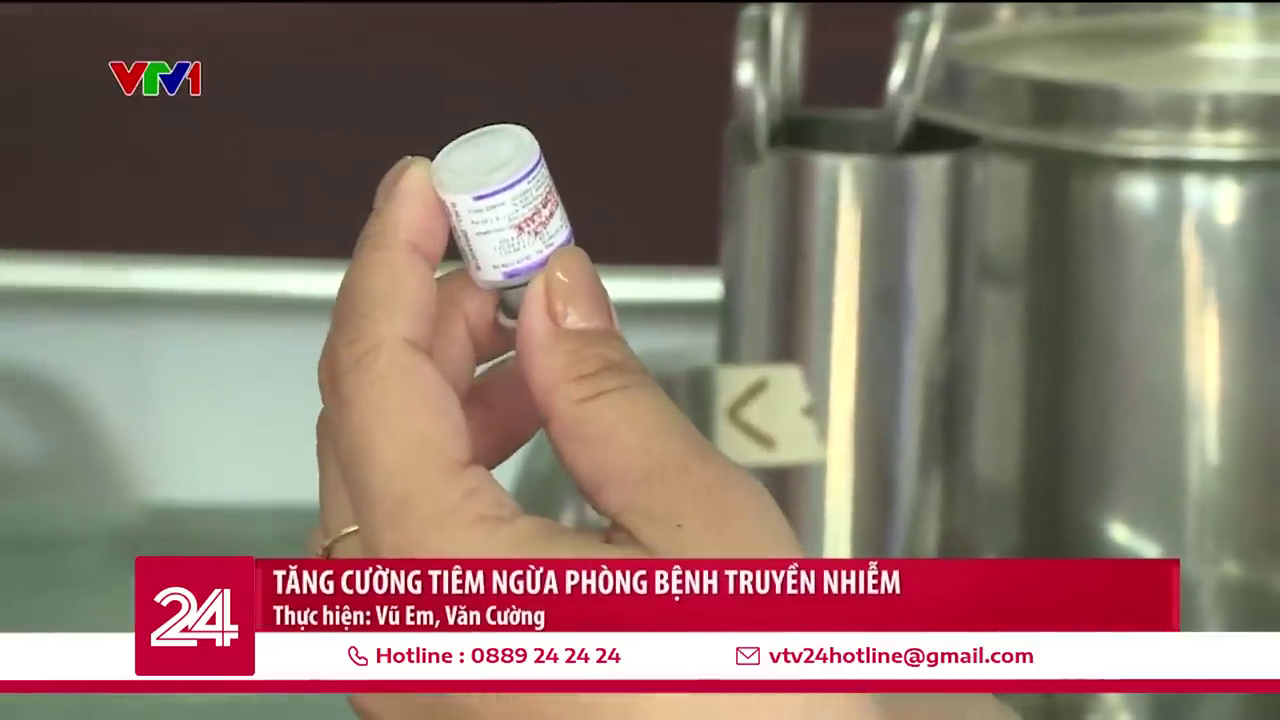 VTV1
TĂNG CƯỜNG TIÊM NGỪA PHÒNG BỆNH TRUYỀN NHIỄM
24
Thực hiện: Vũ Em, Văn Cường
Hotline : 0889 24 24 24
vtv24hotline@gmail.com